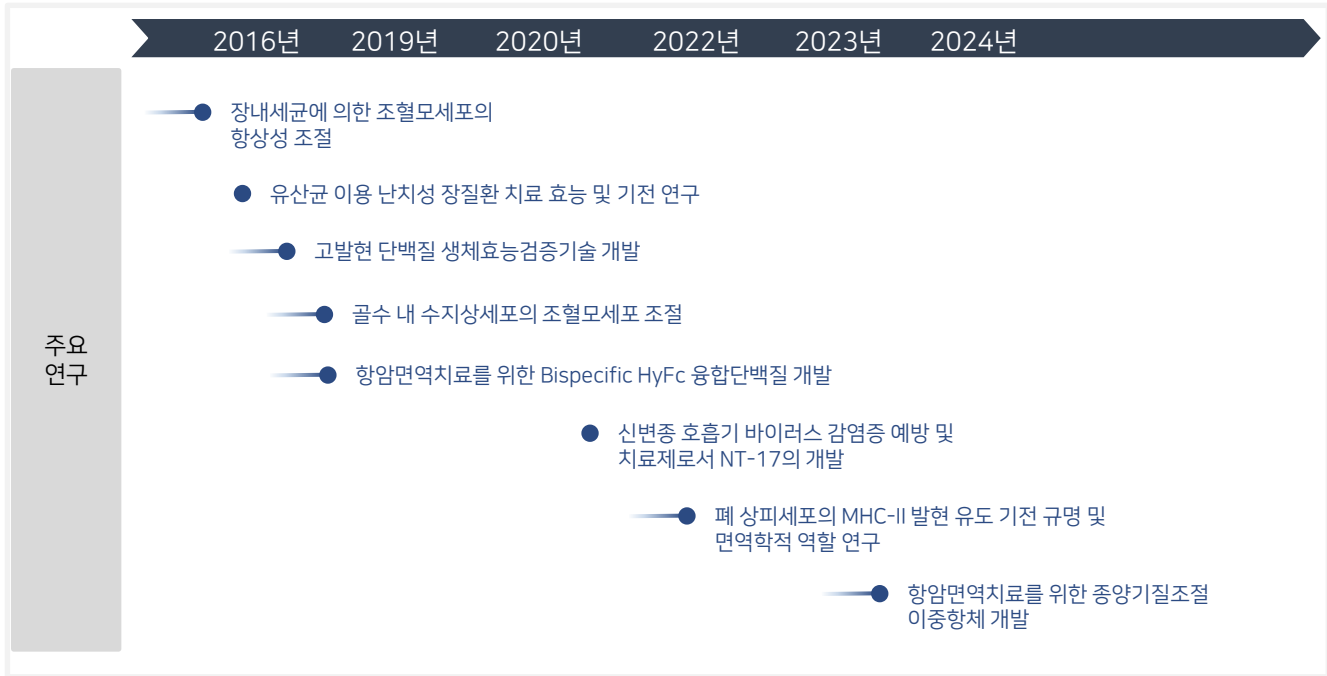 2016년 2019년 2020년 2022년 2023년 2024년
주요
연구
장내세균에 의한 조혈모세포의
항상성 조절
유산균 이용 난치성 장질환 치료 효능 및 기전 연구
고발현 단백질 생체효능검증기술 개발
골수 내 수지상세포의 조혈모세포 조절
항암면역치료를 위한 Bispecific HyFc 융합단백질 개발
신변종 호흡기 바이러스 감염증 예방 및
치료제로서 NT-17의 개발
폐 상피세포의 MHC-II 발현 유도 기전 규명 및
면역학적 역할 연구
항암면역치료를 위한 종양기질조절
이중항체 개발